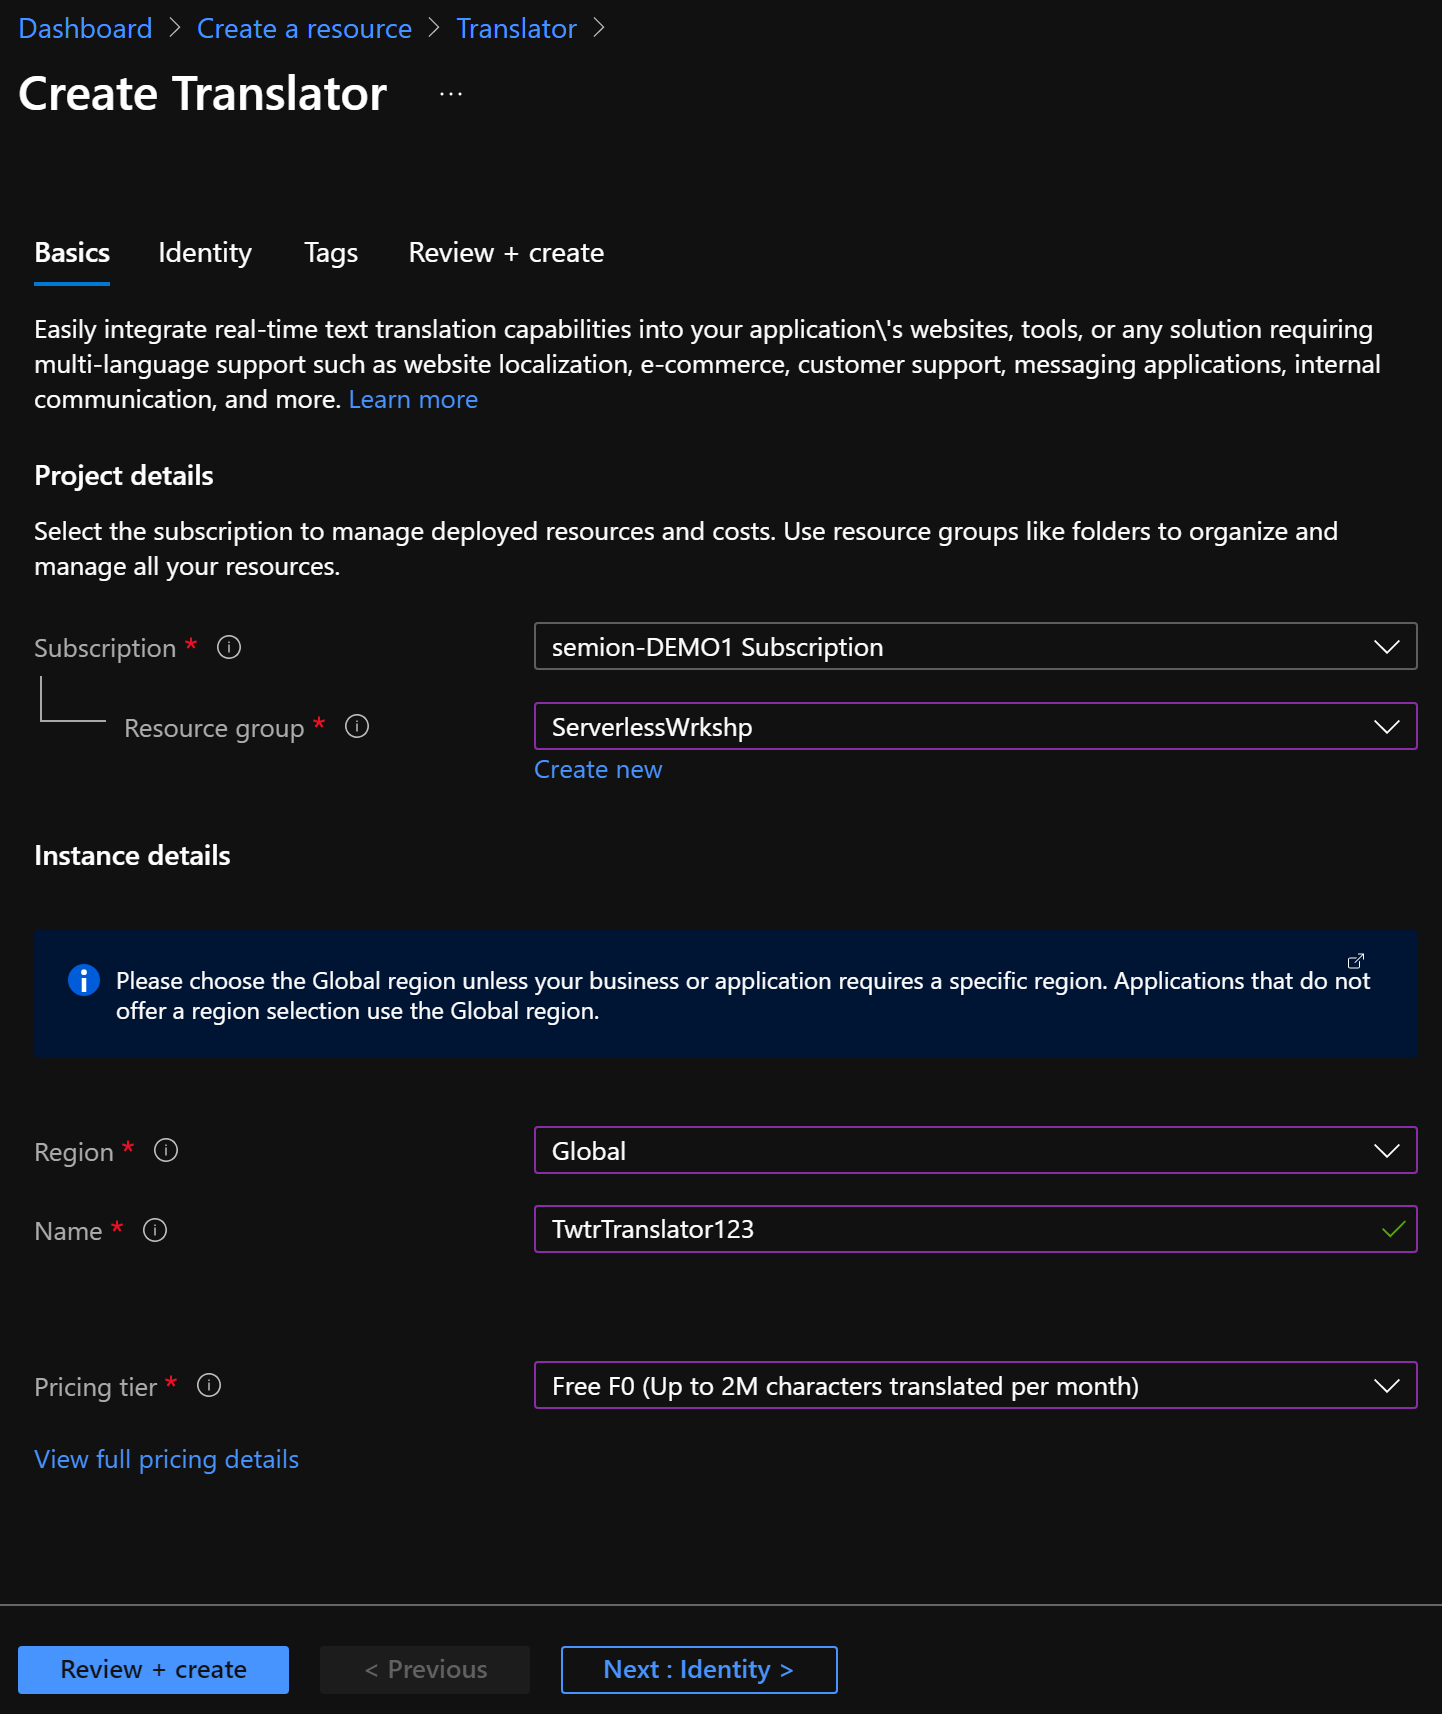 Dashboard > Create a resource > Translator >
Create Translator ...
Basics Identity Tags Review + create
Easily integrate real-time text translation capabilities into your application\'s websites, tools, or any solution requiring
multi-language support such as website localization, e-commerce, customer support, messaging applications, internal
communication, and more. Learn more
Project details
Select the subscription to manage deployed resources and costs. Use resource groups like folders to organize and
manage all your resources.
Subscription * semion-DEMO1 Subscription
Resource group * ServerlessWrkshp
Create new
Instance details
Please choose the Global region unless your business or application requires a specific region. Applications that do not
offer a region selection use the Global region.
Region * Global
Name * TwtrTranslator123
Pricing tier * Free F0 (Up to 2M characters translated per month)
View full pricing details
Review + create < Previous Next : Identity >